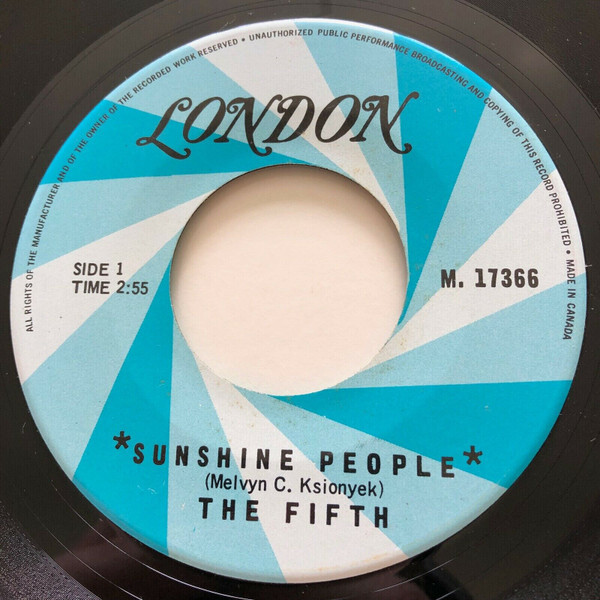 ALL RIGHTS OF THE MANUFACTURER AND OF THE OWNER OF THE RECORDED WORK RESERVED • UNAUTHORIZED PUBLIC PERFORMANCE BROADCASTING AND COPYING OF THIS RECORD PROHIBITED • MADE IN CANADA
LONDON
SIDE 1
TIME 2:55
M. 17366
*SUNSHINE PEOPLE*
(Melvyn C. Ksionyek)
THE FIFTH